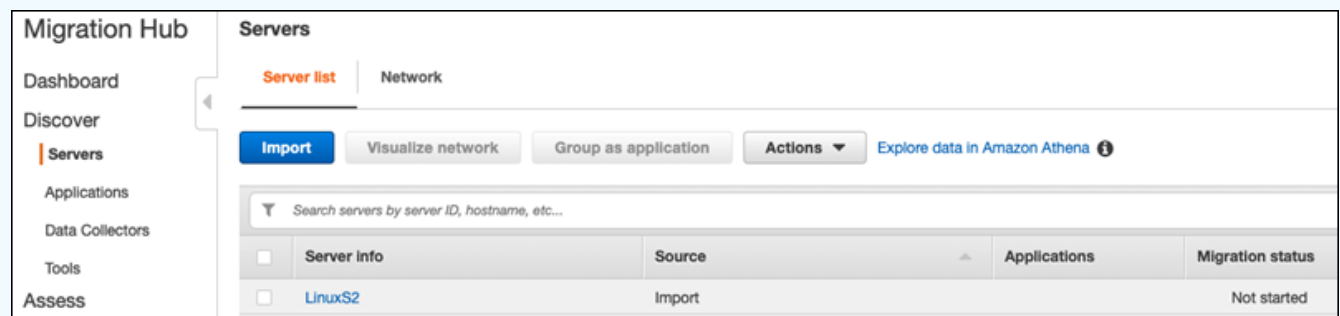 Migration Hub
Dashboard
Discover
Servers
Applications
Data Collectors
Tools
Assess
Servers
Server list Network
Import Visualize network Group as application Actions Explore data in Amazon Athena
Search servers by server ID, hostname, etc...
Server info Source Applications Migration status
LinuxS2 Import Not started